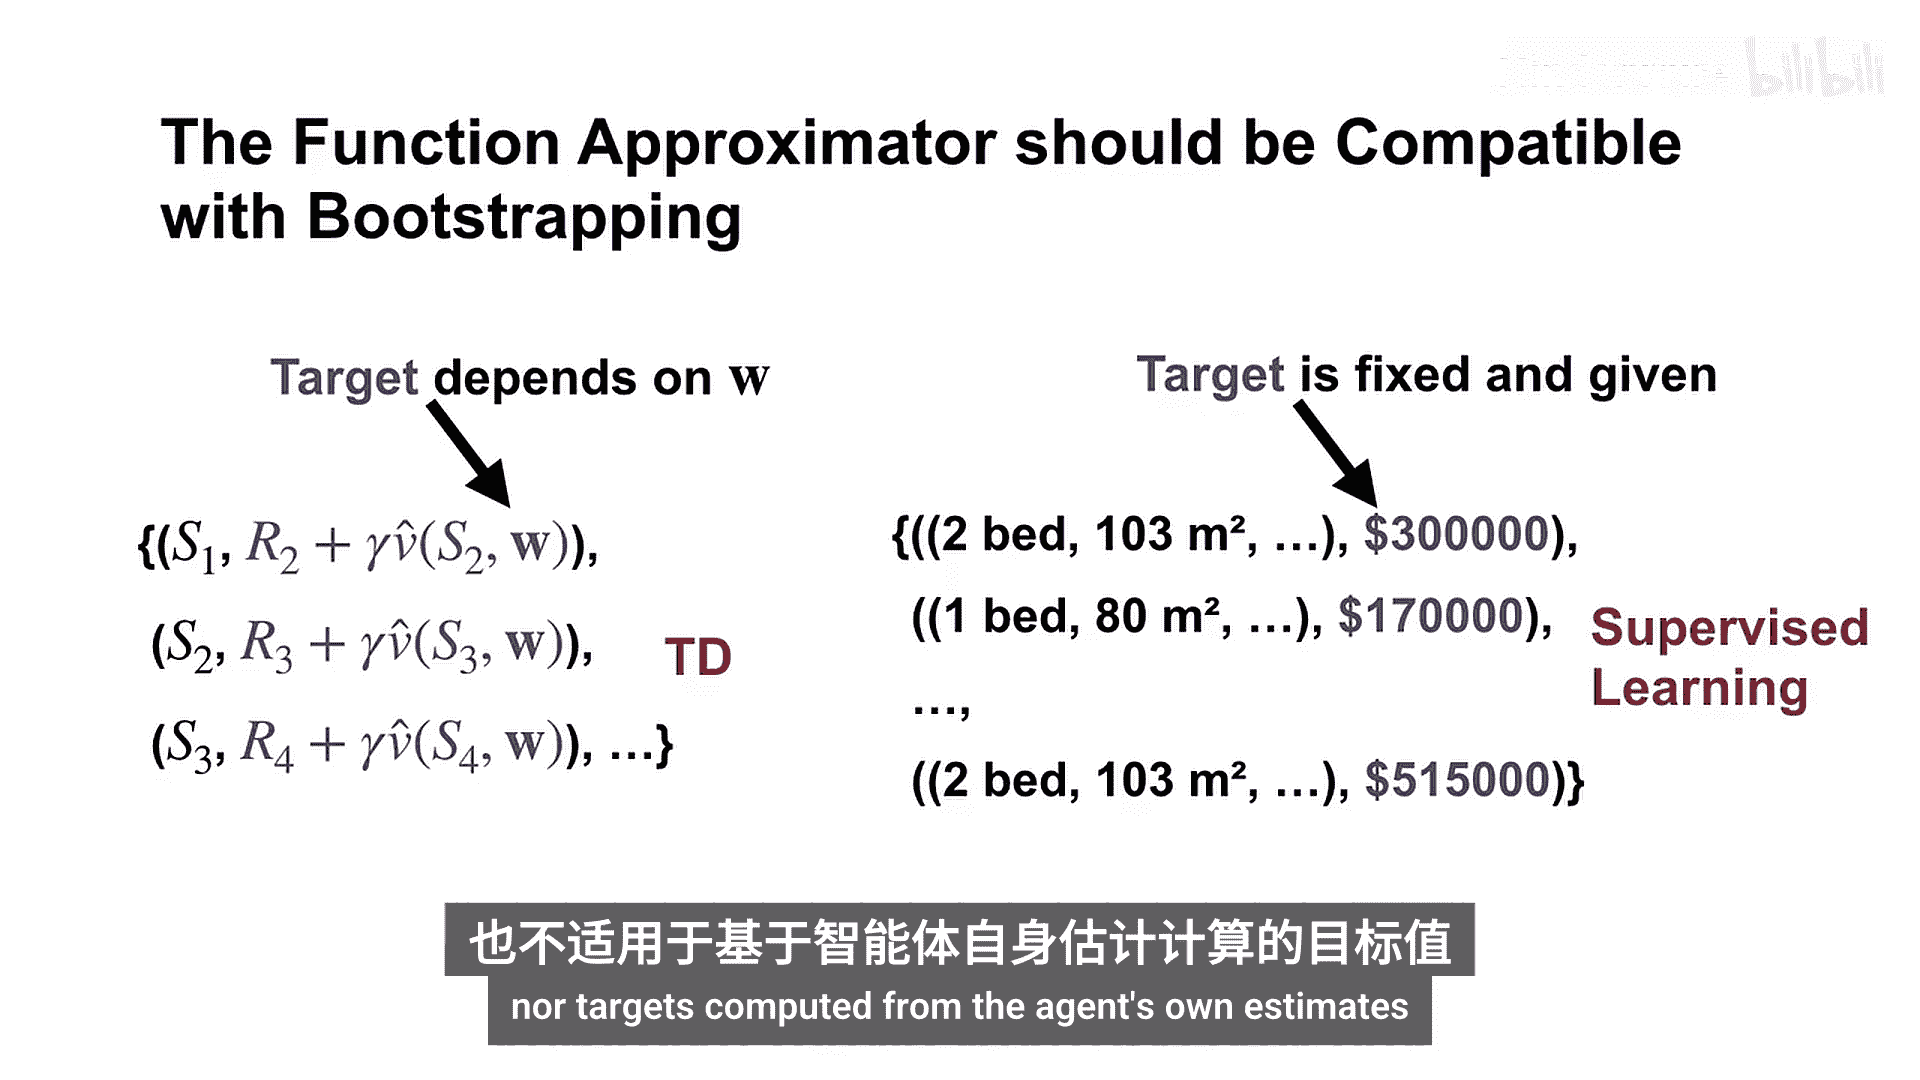 bilibili
The Function Approximator should be Compatible
with Bootstrapping
Target depends on w
{(S₁, R₂ + γv̂(S₂, w)),
(S₂, R₃ + γv̂(S₃, w)),
(S₃, R₄ + γv̂(S₄, w)), …}
TD
Target is fixed and given
{((2 bed, 103 m², …), $300000),
((1 bed, 80 m², …), $170000),
…,
((2 bed, 103 m², …), $515000)}
Supervised
Learning
也不适用于基于智能体自身估计计算的目标值
nor targets computed from the agent's own estimates